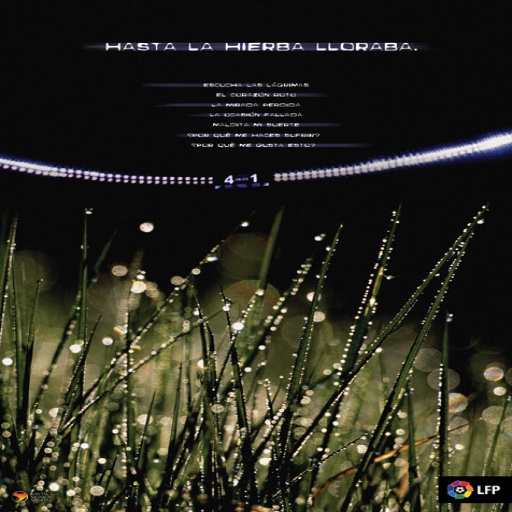 HASTA LA HIERBA LLORABA.
ESCUCHA LAS LÁGRIMAS
EL CORAZÓN ROTO
LA MIRADA PERDIDA
LA OCASIÓN FALLADA
MALDITA MI SUERTE
?POR QUÉ ME HACES SUFRIR?
?POR QUÉ ME GUSTA ESTO?
4 1
LFP